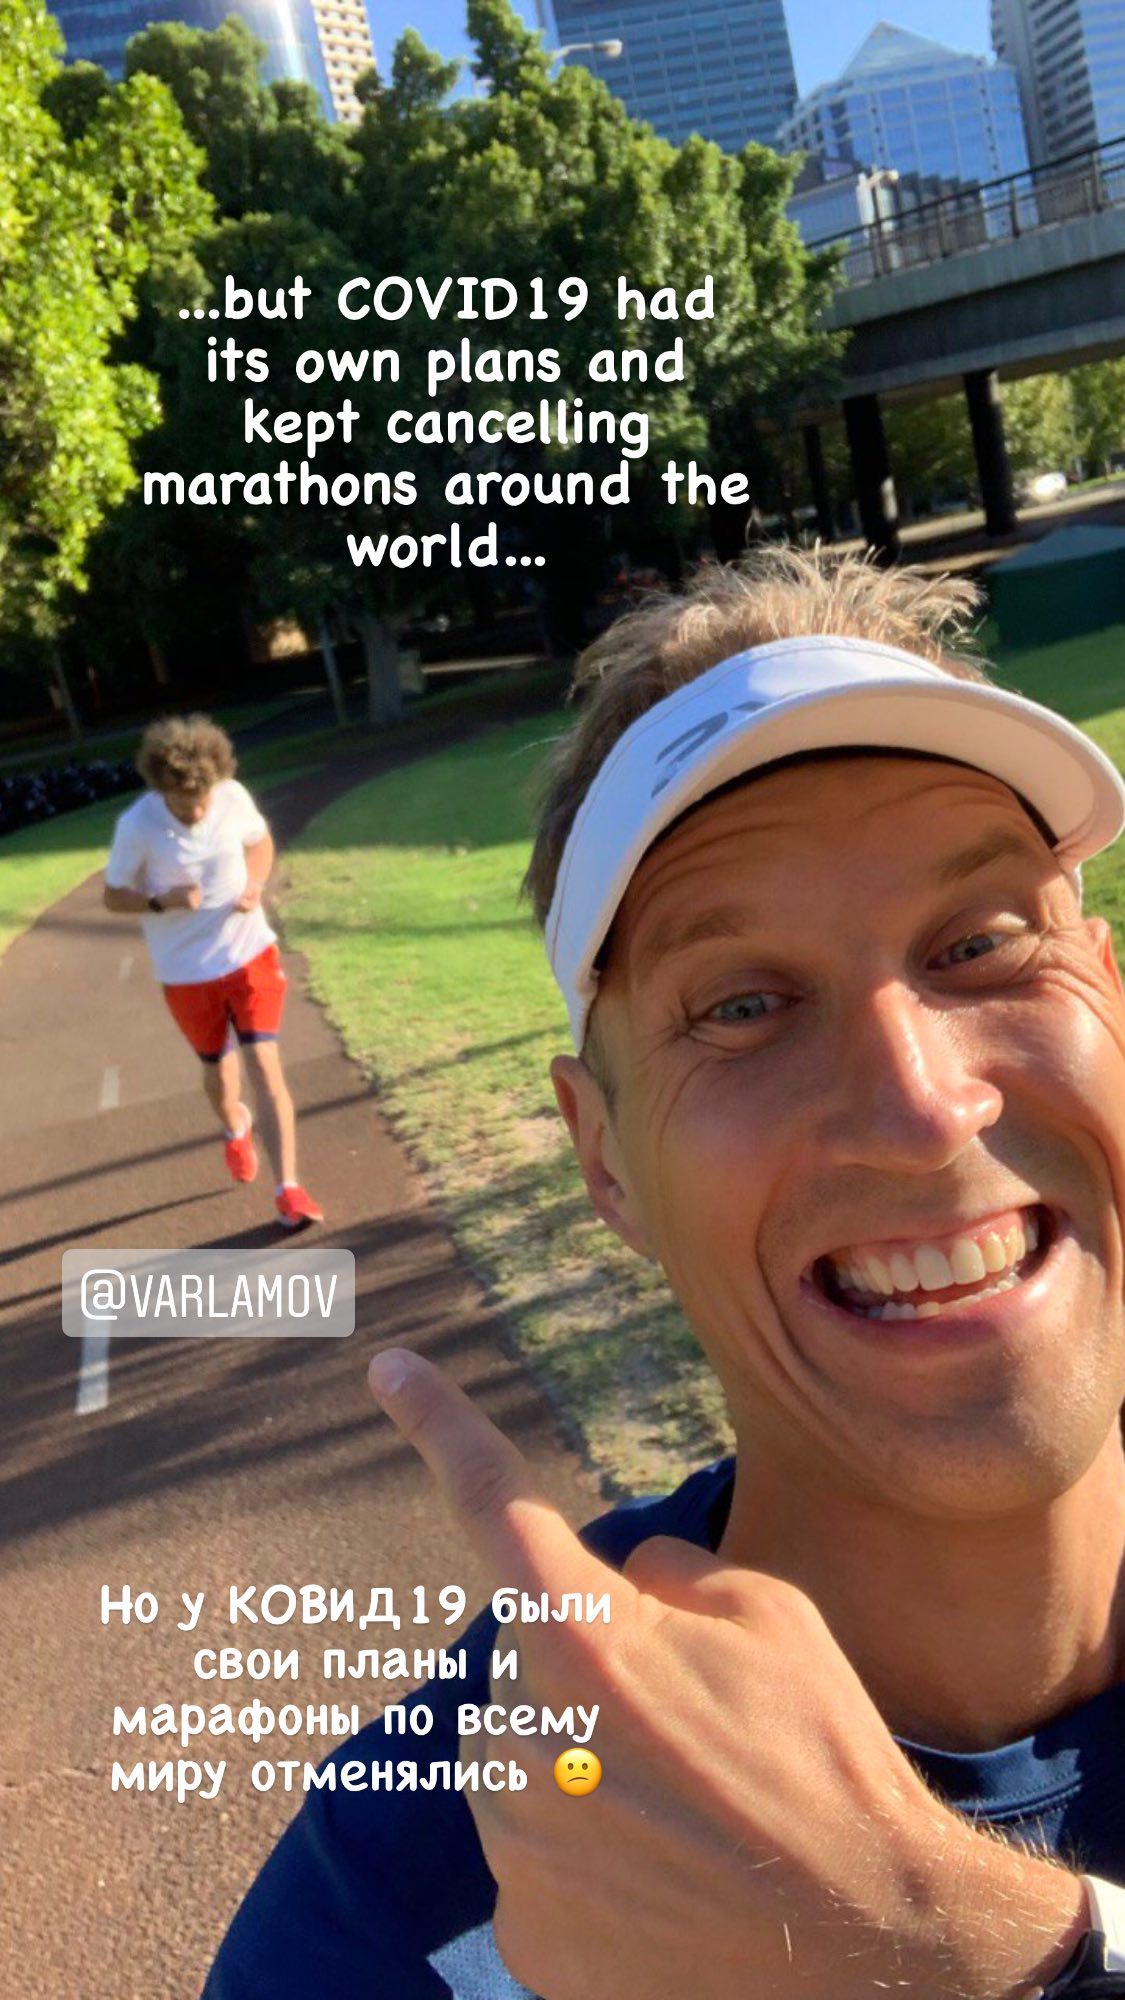 ...but COVID19 had
its own plans and
kept cancelling
marathons around the
world...
@VARLAMOV
Но у КОВИД19 были
свои планы и
марафоны по всему
миру отменялись 😕